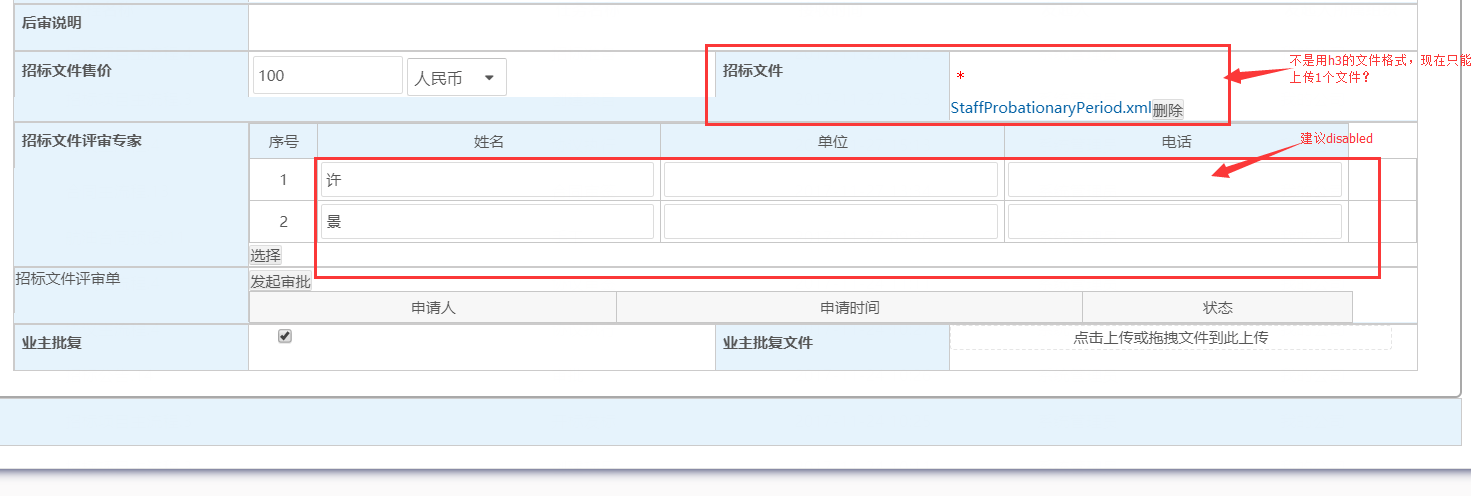 后审说明
招标文件售价
100
人民币
招标文件
*
StaffProbationaryPeriod.xml删除
不是用h3的文件格式，现在只能
上传1个文件？
招标文件评审专家
序号 姓名 单位 电话
建议disabled
1 许
2 景
选择
招标文件评审单
发起审批
申请人 申请时间 状态
业主批复
业主批复文件
点击上传或拖拽文件到此上传